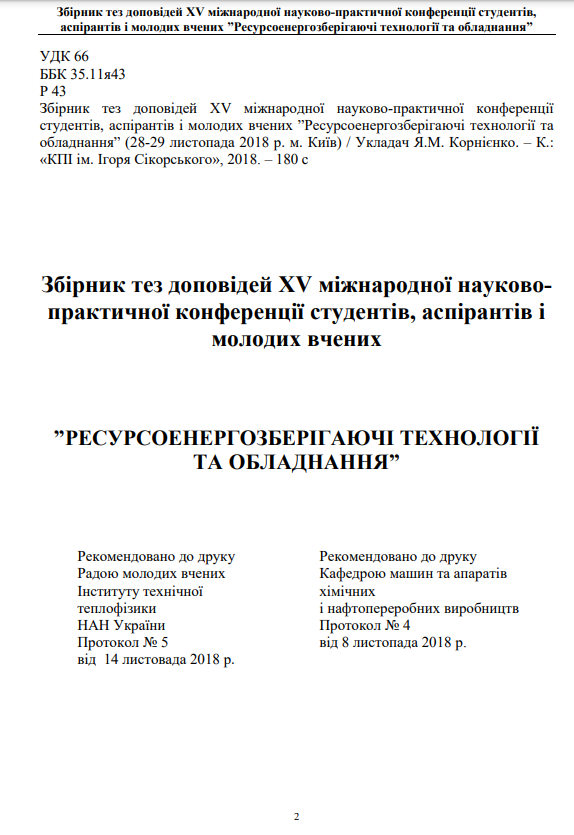 Збірник тез доповідей XV міжнародної науково-практичної конференції студентів,
аспірантів і молодих вчених ”Ресурсоенергозберігаючі технології та обладнання”
УДК 66
ББК 35.11я43
Р 43
Збірник тез доповідей XV міжнародної науково-практичної конференції
студентів, аспірантів і молодих вчених ”Ресурсоенергозберігаючі технології та
обладнання” (28-29 листопада 2018 р. м. Київ) / Укладач Я.М. Корнієнко. – К.:
«КПІ ім. Ігоря Сікорського», 2018. – 180 с
Збірник тез доповідей XV міжнародної науково-
практичної конференції студентів, аспірантів і
молодих вчених
”РЕСУРСОЕНЕРГОЗБЕРІГАЮЧІ ТЕХНОЛОГІЇ
ТА ОБЛАДНАННЯ”
Рекомендовано до друку
Радою молодих вчених
Інституту технічної
теплофізики
НАН України
Протокол № 5
від 14 листовада 2018 р.
Рекомендовано до друку
Кафедрою машин та апаратів
хімічних
і нафтопереробних виробництв
Протокол № 4
від 8 листопада 2018 р.
2